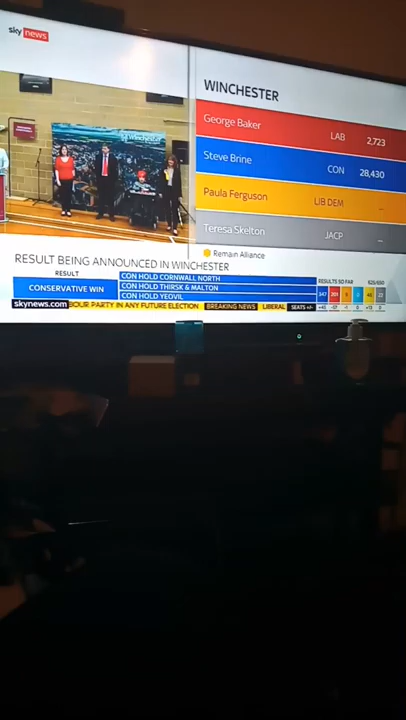 sky news
WINCHESTER
George Baker LAB 2,723
Steve Brine CON 28,430
Paula Ferguson LIB DEM --
Teresa Skelton JACP --
Remain Alliance
RESULT BEING ANNOUNCED IN WINCHESTER
RESULT
CONSERVATIVE WIN
CON HOLD CORNWALL NORTH
CON HOLD THIRSK & MALTON
CON HOLD YEOVIL
RESULTS SO FAR
skynews.com BOUR PARTY IN ANY FUTURE ELECTION BREAKING NEWS LIBERAL SEATS +/-
Winchester